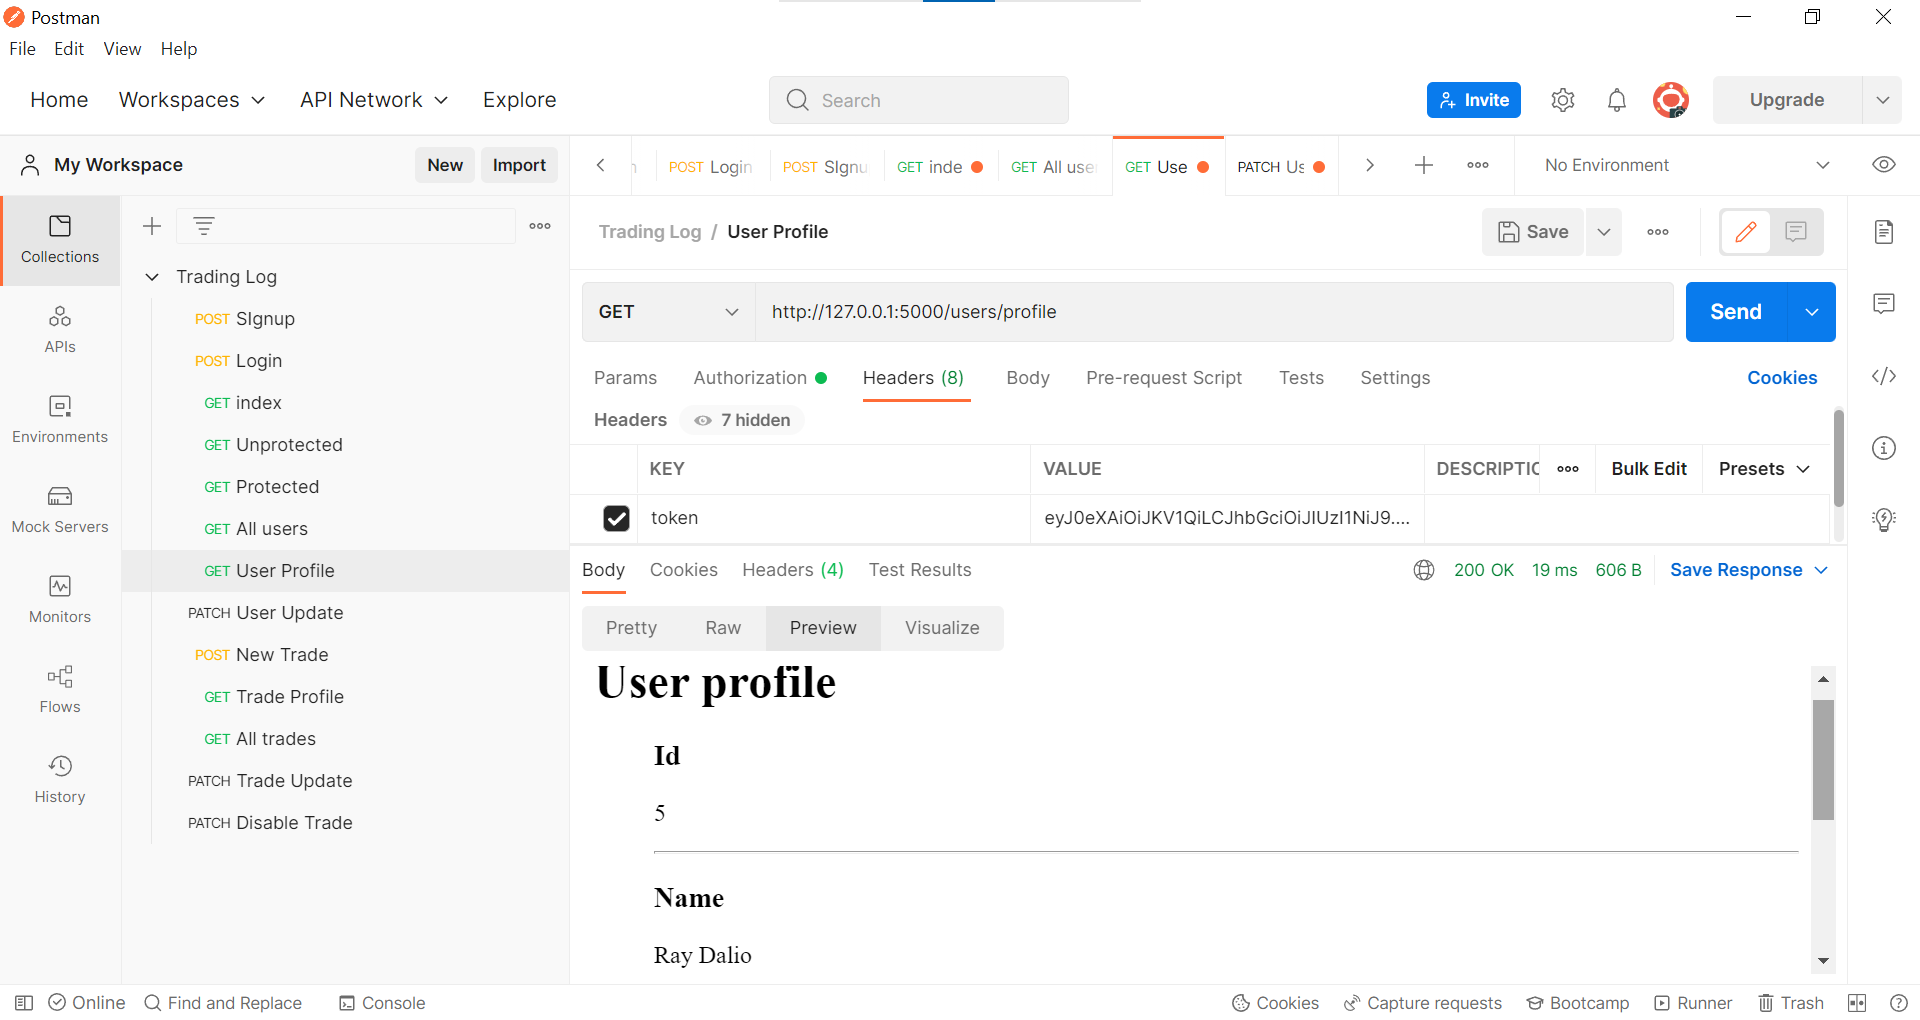 Postman
File Edit View Help
Home Workspaces API Network Explore Search Invite Upgrade
My Workspace New Import
POST Login POST SIgnu GET inde GET All use GET Use PATCH Us No Environment
Trading Log / User Profile Save
GET http://127.0.0.1:5000/users/profile Send
Params Authorization Headers (8) Body Pre-request Script Tests Settings Cookies
Headers 7 hidden
KEY VALUE DESCRIPTIO Bulk Edit Presets
token eyJ0eXAiOiJKV1QiLCJhbGciOiJIUzI1NiJ9....
Body Cookies Headers (4) Test Results 200 OK 19 ms 606 B Save Response
Pretty Raw Preview Visualize
User profile
Id
5
Name
Ray Dalio
Collections
APIs
Environments
Mock Servers
Monitors
Flows
History
Trading Log
POST SIgnup
POST Login
GET index
GET Unprotected
GET Protected
GET All users
GET User Profile
PATCH User Update
POST New Trade
GET Trade Profile
GET All trades
PATCH Trade Update
PATCH Disable Trade
Online Find and Replace Console Cookies Capture requests Bootcamp Runner Trash